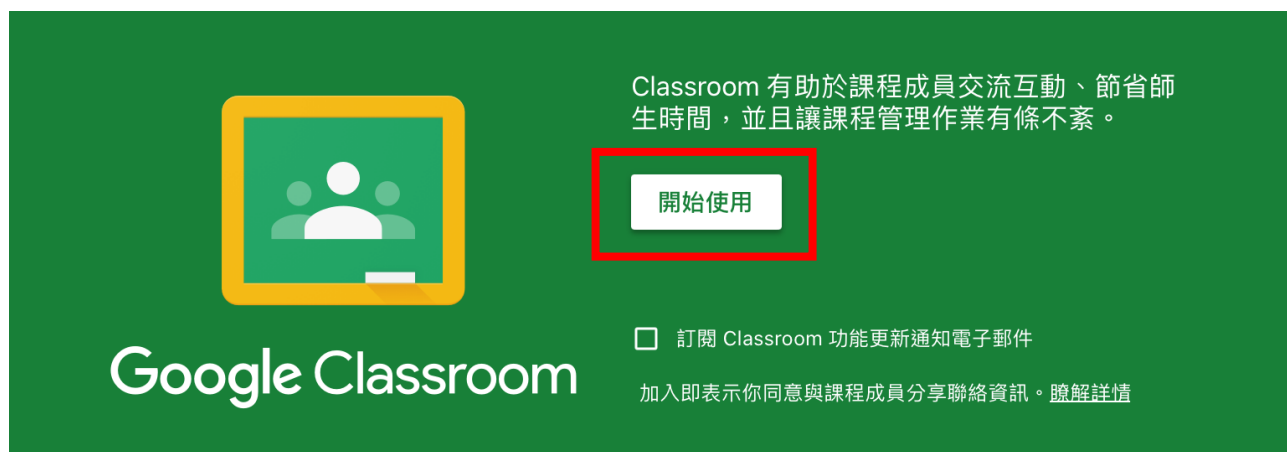 Classroom 有助於課程成員交流互動、節省師
生時間，並且讓課程管理作業有條不紊。
開始使用
訂閱 Classroom 功能更新通知電子郵件
Google Classroom
加入即表示你同意與課程成員分享聯絡資訊。瞭解詳情